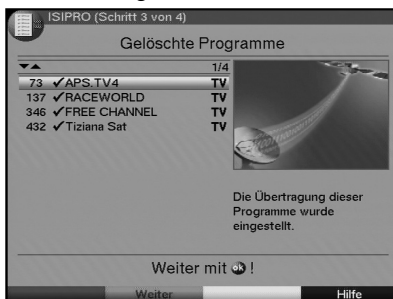 ISIPRO (Schritt 3 von 4)
Gelöschte Programme
1/4
73 ✓APS.TV4 TV
137 ✓RACEWORLD TV
346 ✓FREE CHANNEL TV
432 ✓Tiziana Sat TV
Die Übertragung dieser
Programme wurde
eingestellt.
Weiter mit ok !
Weiter Hilfe